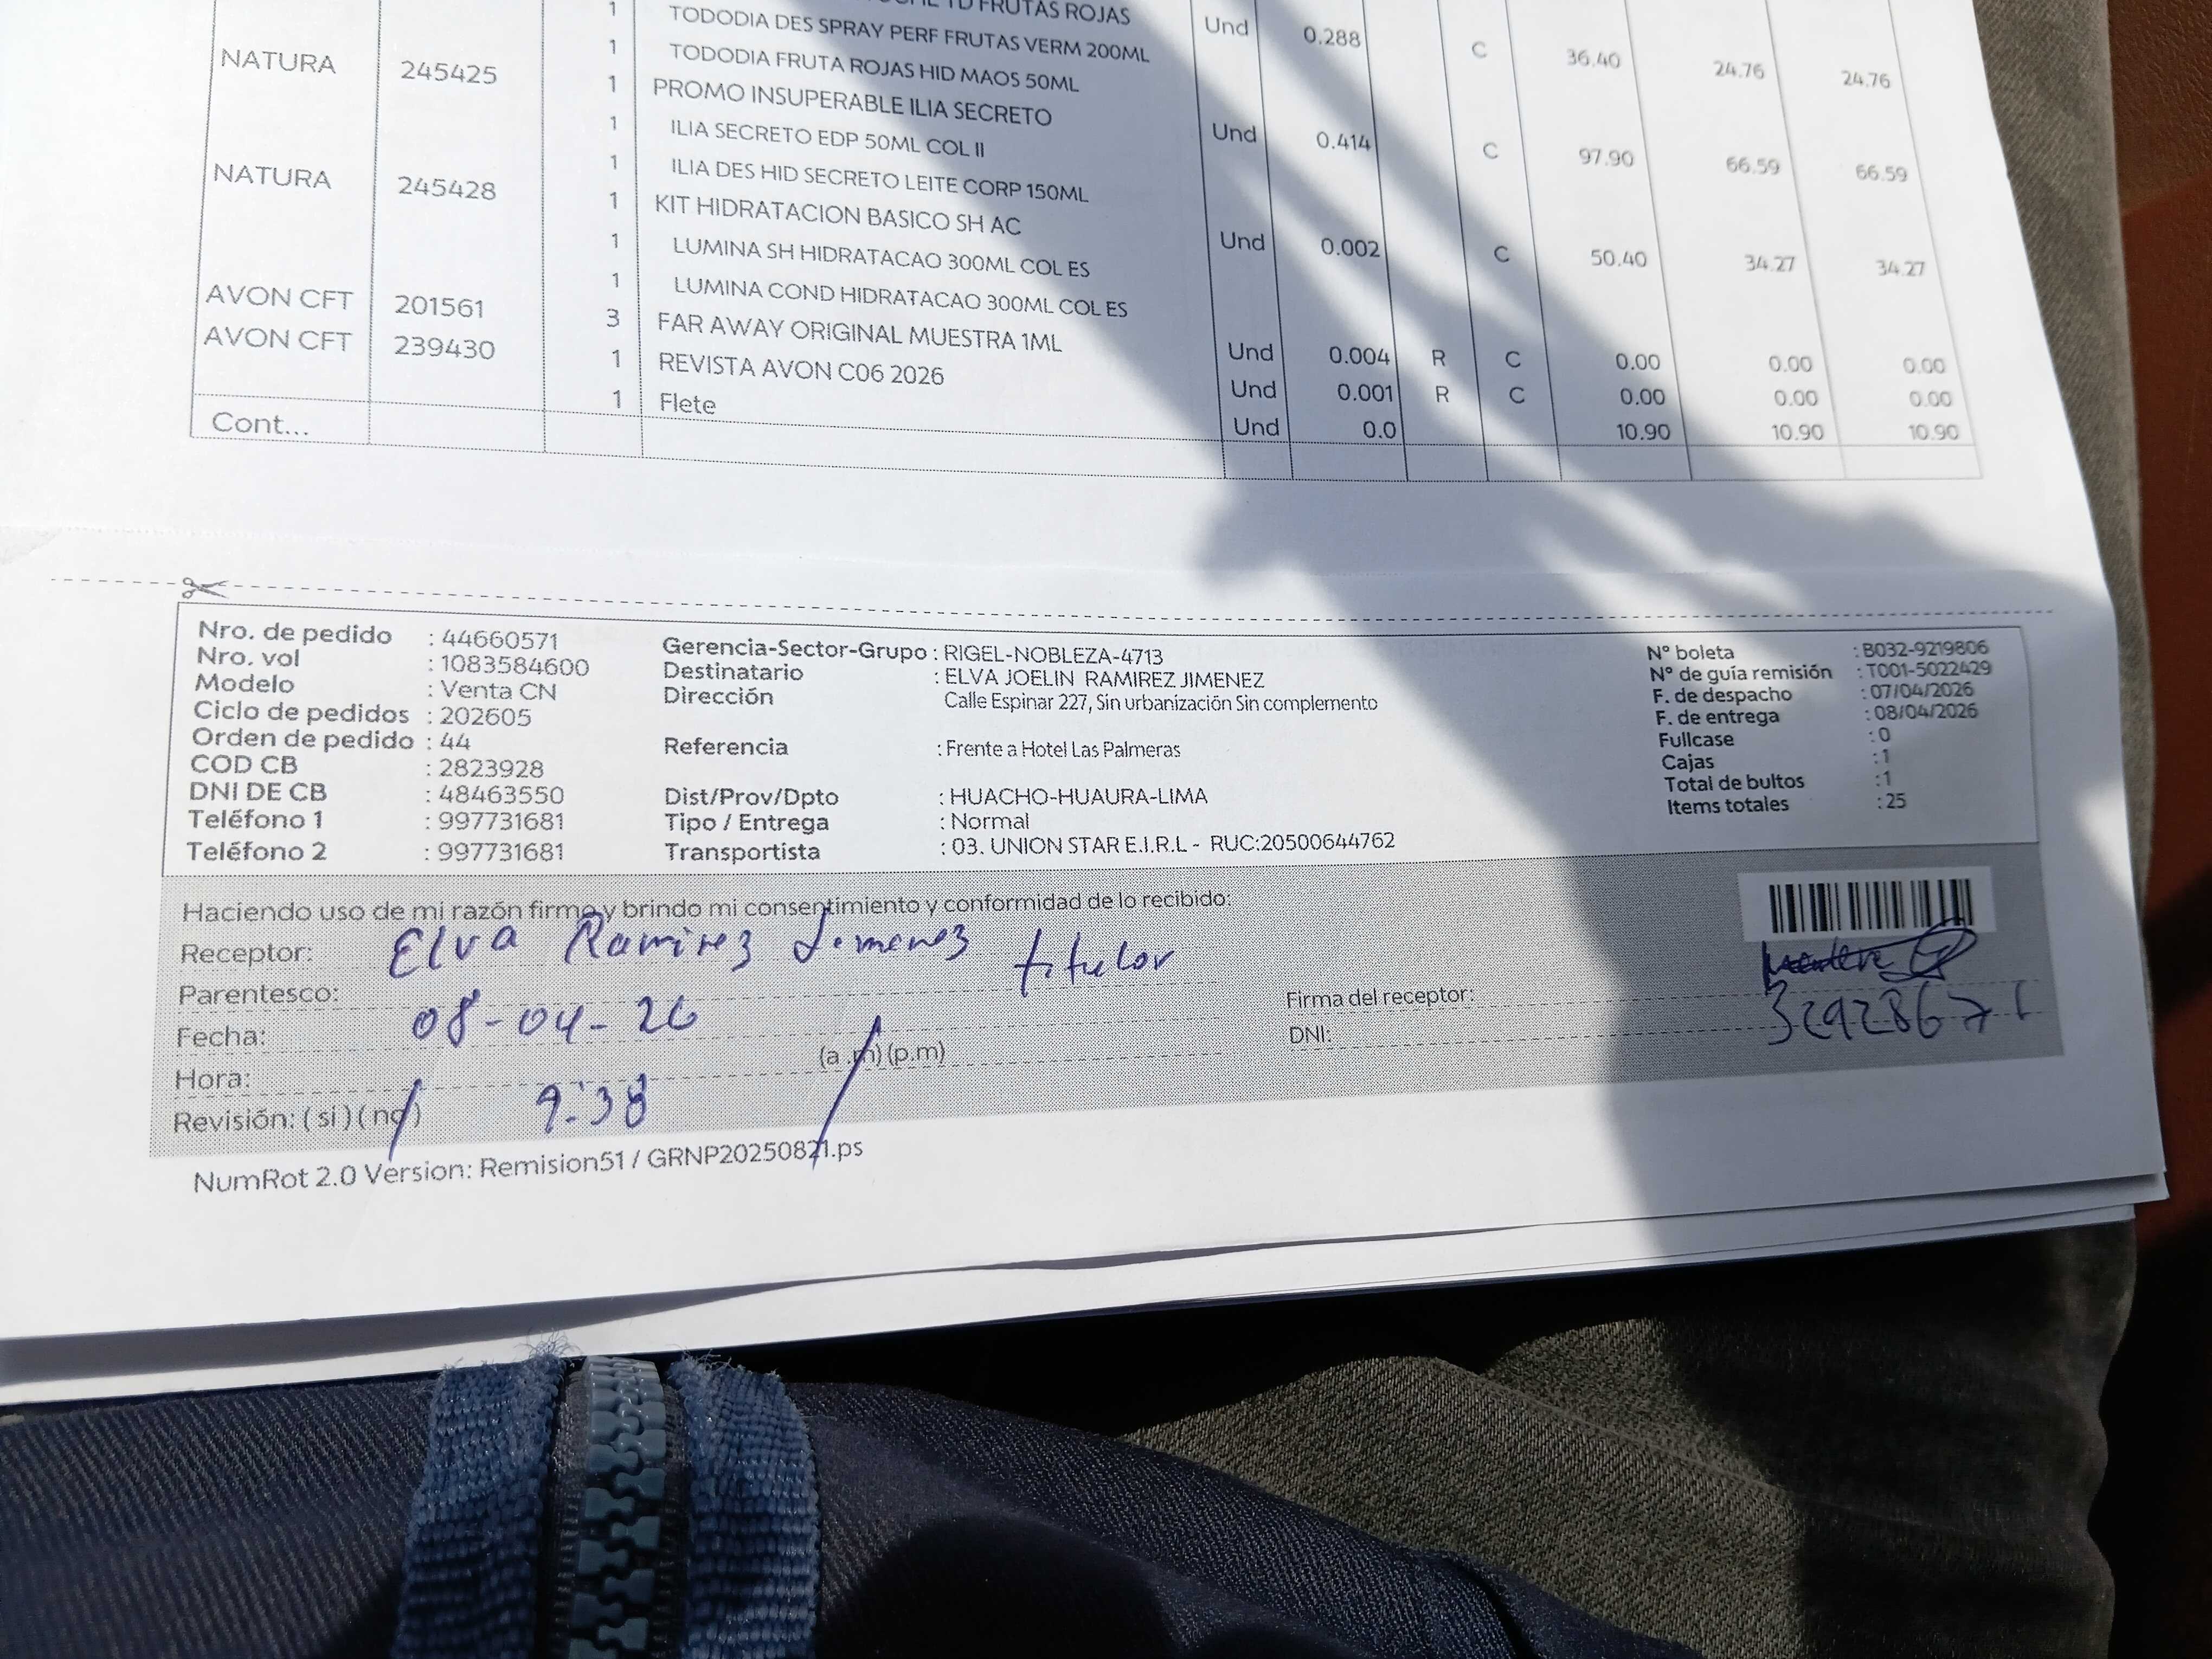 FRUTAS ROJAS
1 TODODIA DES SPRAY PERF FRUTAS VERM 200ML Und 0.288 C 36.40 24.76 24.76
1 TODODIA FRUTA ROJAS HID MAOS 50ML
NATURA 245425 1 PROMO INSUPERABLE ILIA SECRETO Und 0.414 C 97.90 66.59 66.59
1 ILIA SECRETO EDP 50ML COL II
1 ILIA DES HID SECRETO LEITE CORP 150ML
NATURA 245428 1 KIT HIDRATACION BASICO SH AC Und 0.002 C 50.40 34.27 34.27
1 LUMINA SH HIDRATACAO 300ML COL ES
1 LUMINA COND HIDRATACAO 300ML COL ES
AVON CFT 201561 3 FAR AWAY ORIGINAL MUESTRA 1ML Und 0.004 R C 0.00 0.00 0.00
AVON CFT 239430 1 REVISTA AVON C06 2026 Und 0.001 R C 0.00 0.00 0.00
1 Flete Und 0.0 10.90 10.90 10.90
Cont...
Nro. de pedido : 44660571
Nro. vol : 1083584600
Modelo : Venta CN
Ciclo de pedidos : 202605
Orden de pedido : 44
COD CB : 2823928
DNI DE CB : 48463550
Teléfono 1 : 997731681
Teléfono 2 : 997731681
Gerencia-Sector-Grupo : RIGEL-NOBLEZA-4713
Destinatario : ELVA JOELIN RAMIREZ JIMENEZ
Dirección Calle Espinar 227, Sin urbanización Sin complemento
Referencia : Frente a Hotel Las Palmeras
Dist/Prov/Dpto : HUACHO-HUAURA-LIMA
Tipo / Entrega : Normal
Transportista : 03. UNION STAR E.I.R.L - RUC:20500644762
N° boleta : B032-9219806
N° de guía remisión : T001-5022429
F. de despacho : 07/04/2026
F. de entrega : 08/04/2026
Fullcase : 0
Cajas : 1
Total de bultos : 1
Items totales : 25
Haciendo uso de mi razón firmo y brindo mi consentimiento y conformidad de lo recibido:
Receptor: Elva Ramirez Jimenez titular
Parentesco:
Fecha: 08-04-26
Hora: 9:38 (a.m)(p.m)
Revisión: (si)(no)
Firma del receptor:
DNI:
NumRot 2.0 Version: Remision51 / GRNP20250821.ps